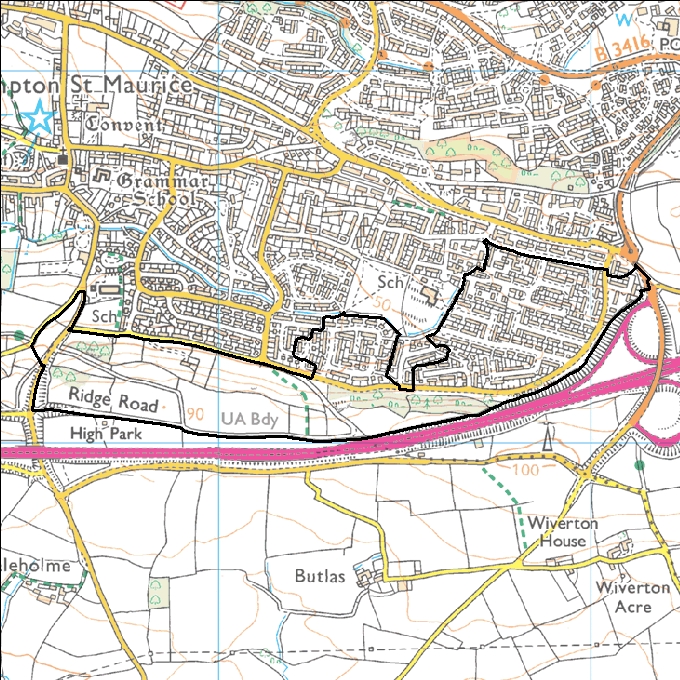 W
B 3416
PO
mpton St Maurice
Convent
Grammar
School
Sch
50
Sch
Ridge Road
90
UA Bdy
High Park
100
Wiverton
House
leholme
Butlas
Wiverton
Acre